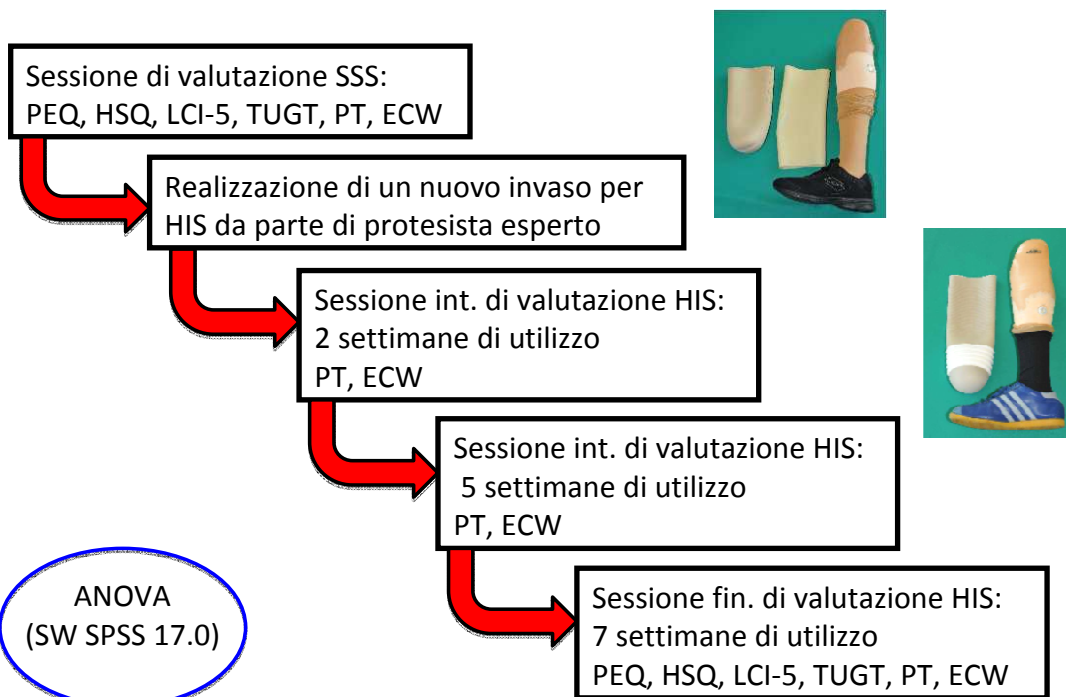 Sessione di valutazione SSS:
PEQ, HSQ, LCI-5, TUGT, PT, ECW
Realizzazione di un nuovo invaso per
HIS da parte di protesista esperto
Sessione int. di valutazione HIS:
2 settimane di utilizzo
PT, ECW
Sessione int. di valutazione HIS:
5 settimane di utilizzo
PT, ECW
ANOVA
(SW SPSS 17.0)
Sessione fin. di valutazione HIS:
7 settimane di utilizzo
PEQ, HSQ, LCI-5, TUGT, PT, ECW